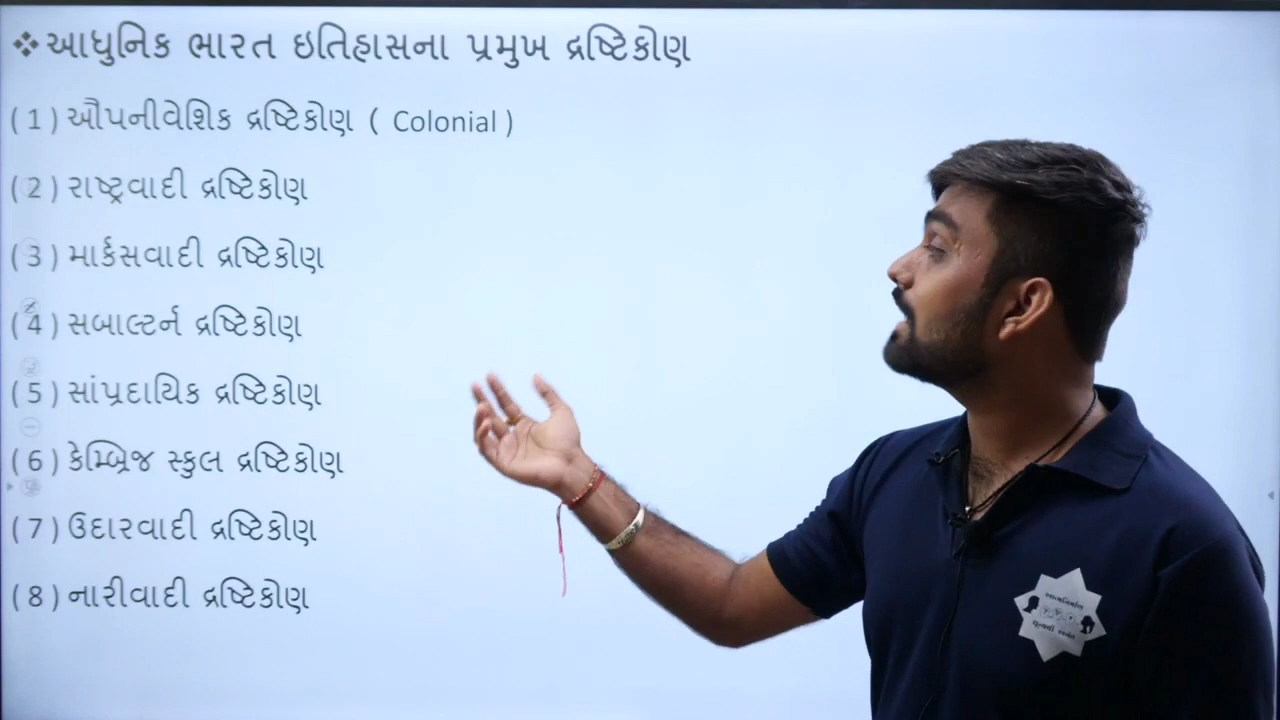 ❖આધુનિક ભારત ઇતિહાસના પ્રમુખ દ્રષ્ટિકોણ
( 1 ) ઔપનીવેશિક દ્રષ્ટિકોણ ( Colonial )
( 2 ) રાષ્ટ્રવાદી દ્રષ્ટિકોણ
( 3 ) માર્કસવાદી દ્રષ્ટિકોણ
( 4 ) સબાલ્ટર્ન દ્રષ્ટિકોણ
( 5 ) સાંપ્રદાયિક દ્રષ્ટિકોણ
( 6 ) કેમ્બ્રિજ સ્કુલ દ્રષ્ટિકોણ
( 7 ) ઉદારવાદી દ્રષ્ટિકોણ
( 8 ) નારીવાદી દ્રષ્ટિકોણ